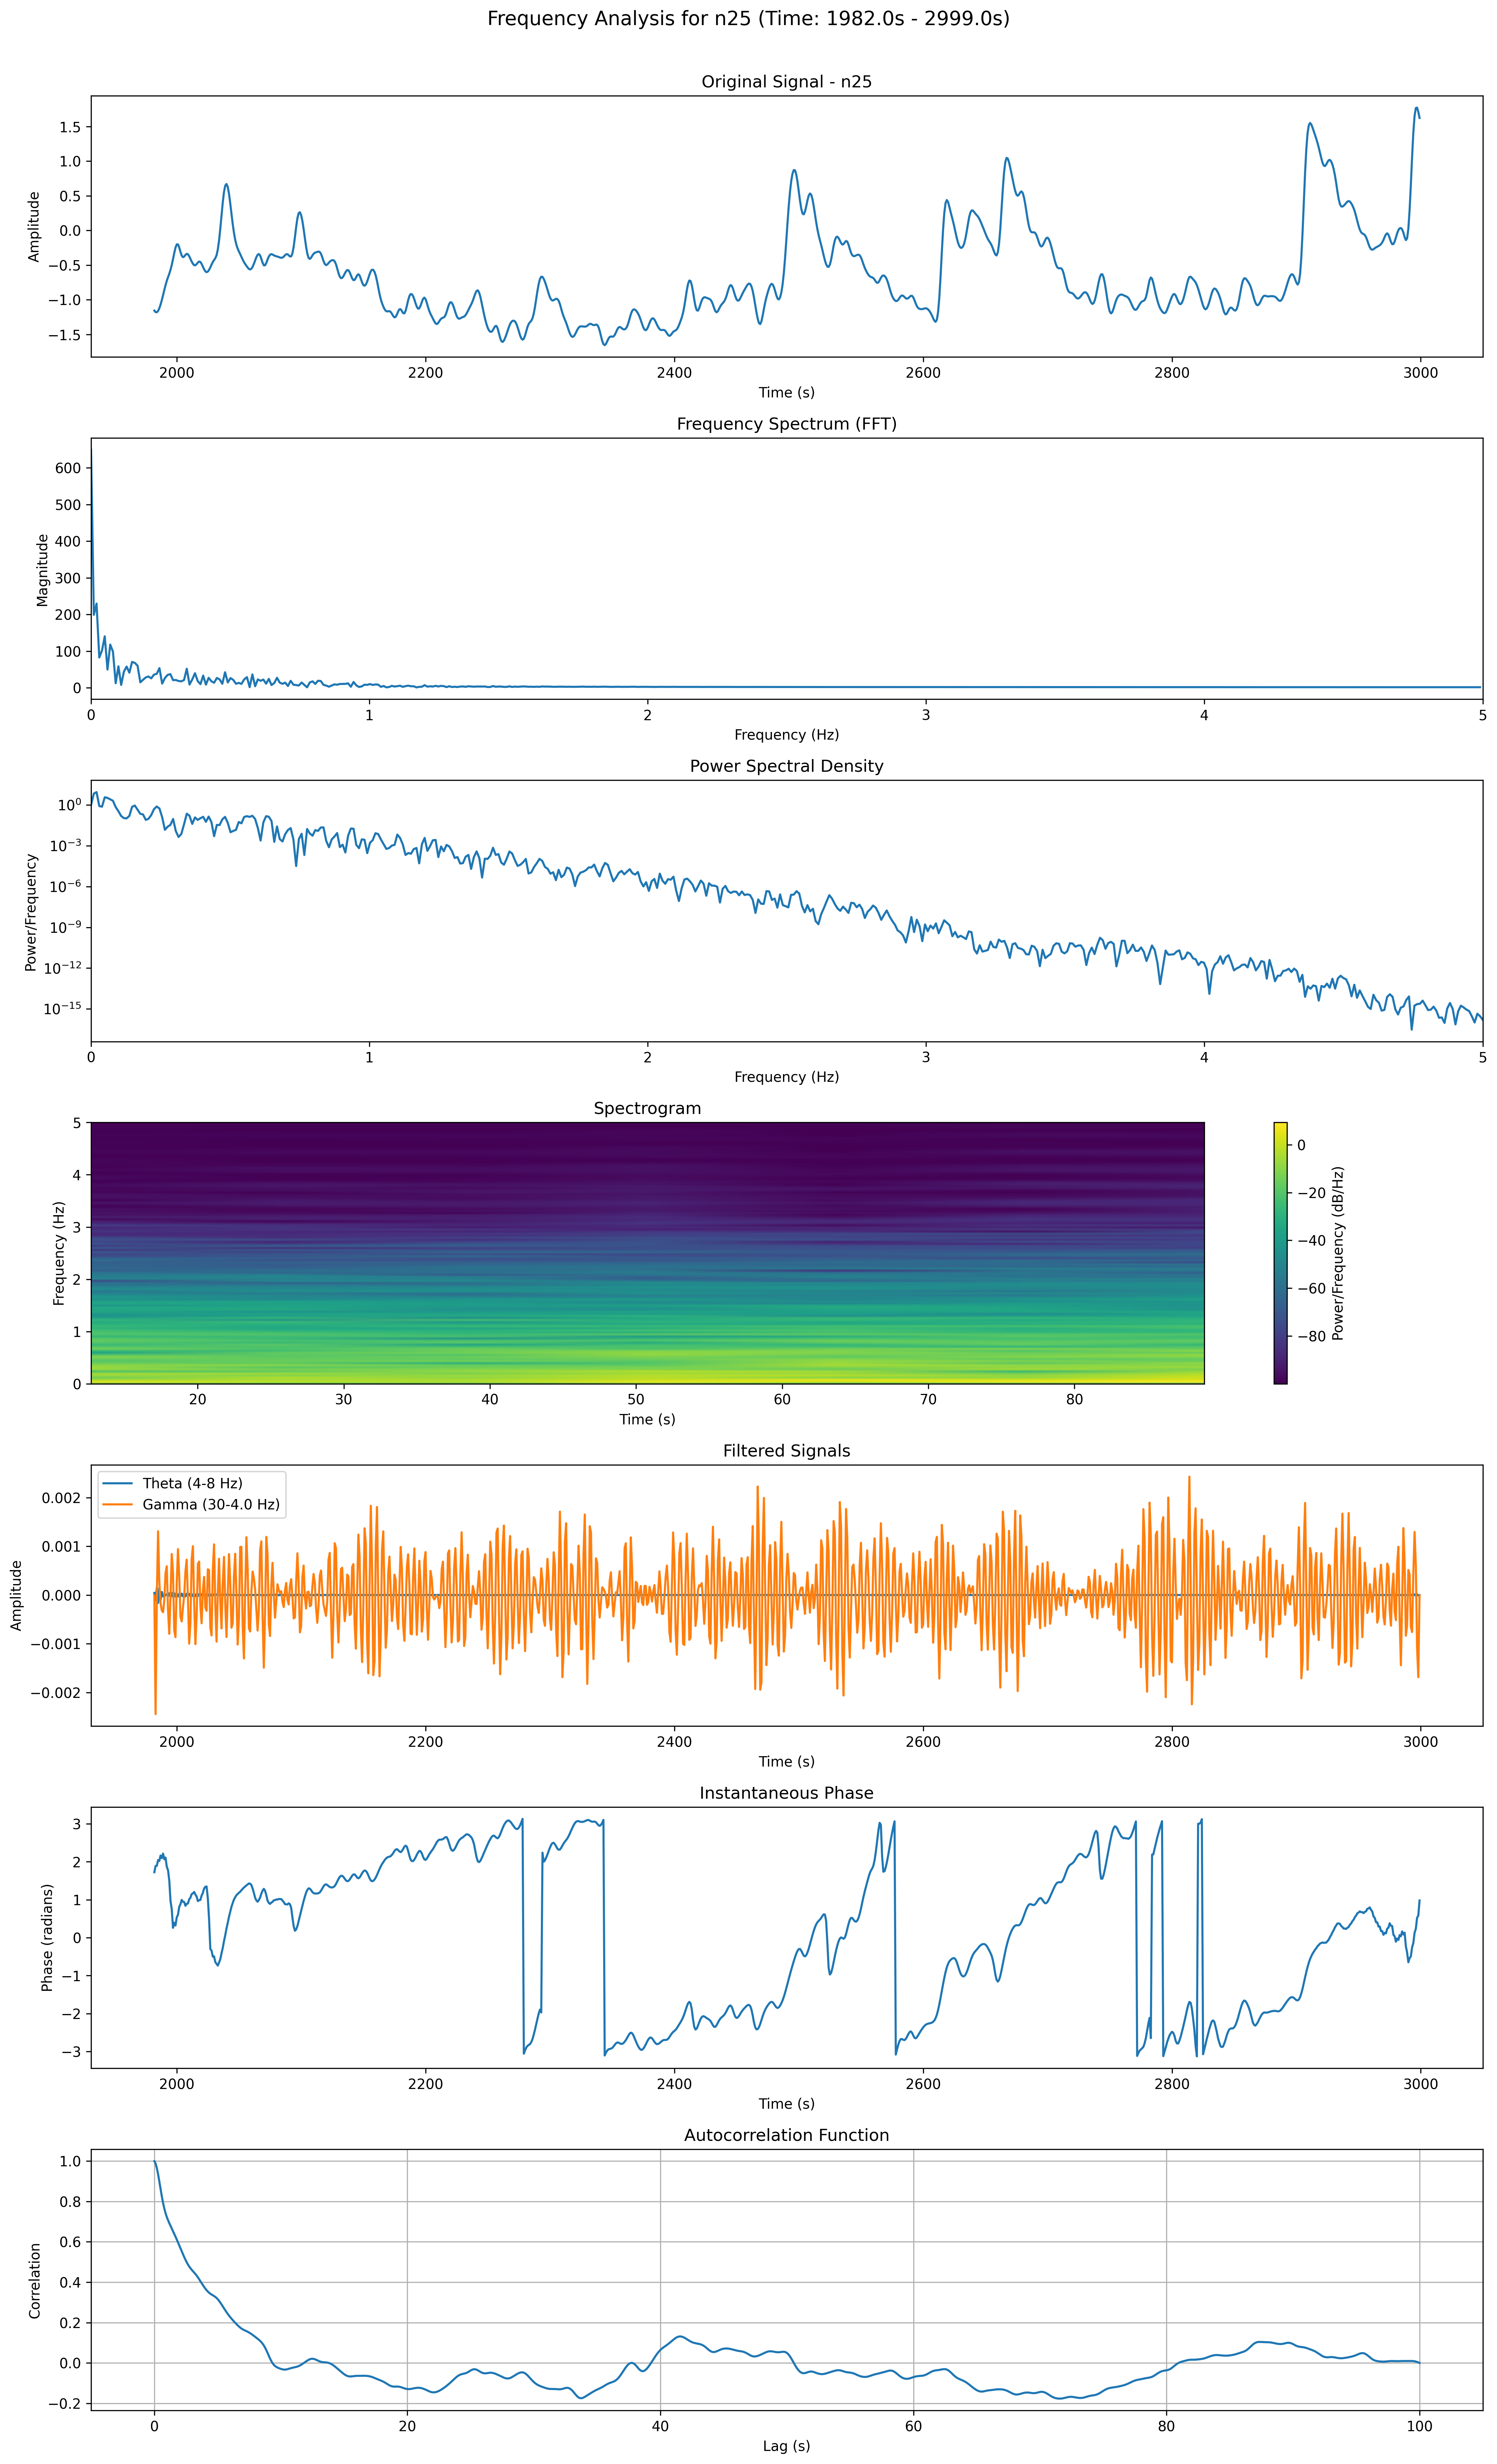 Frequency Analysis for n25 (Time: 1982.0s - 2999.0s)
Original Signal - n25
Amplitude
1.5
1.0
0.5
0.0
−0.5
−1.0
−1.5
2000 2200 2400 2600 2800 3000
Time (s)
Frequency Spectrum (FFT)
Magnitude
600
500
400
300
200
100
0
0 1 2 3 4 5
Frequency (Hz)
Power Spectral Density
Power/Frequency
10⁰
10⁻³
10⁻⁶
10⁻⁹
10⁻¹²
10⁻¹⁵
0 1 2 3 4 5
Frequency (Hz)
Spectrogram
Frequency (Hz)
5
4
3
2
1
0
20 30 40 50 60 70 80
Time (s)
0
−20
−40
−60
−80
Power/Frequency (dB/Hz)
Filtered Signals
Theta (4-8 Hz)
Gamma (30-4.0 Hz)
Amplitude
0.002
0.001
0.000
−0.001
−0.002
2000 2200 2400 2600 2800 3000
Time (s)
Instantaneous Phase
Phase (radians)
3
2
1
0
−1
−2
−3
2000 2200 2400 2600 2800 3000
Time (s)
Autocorrelation Function
Correlation
1.0
0.8
0.6
0.4
0.2
0.0
−0.2
0 20 40 60 80 100
Lag (s)